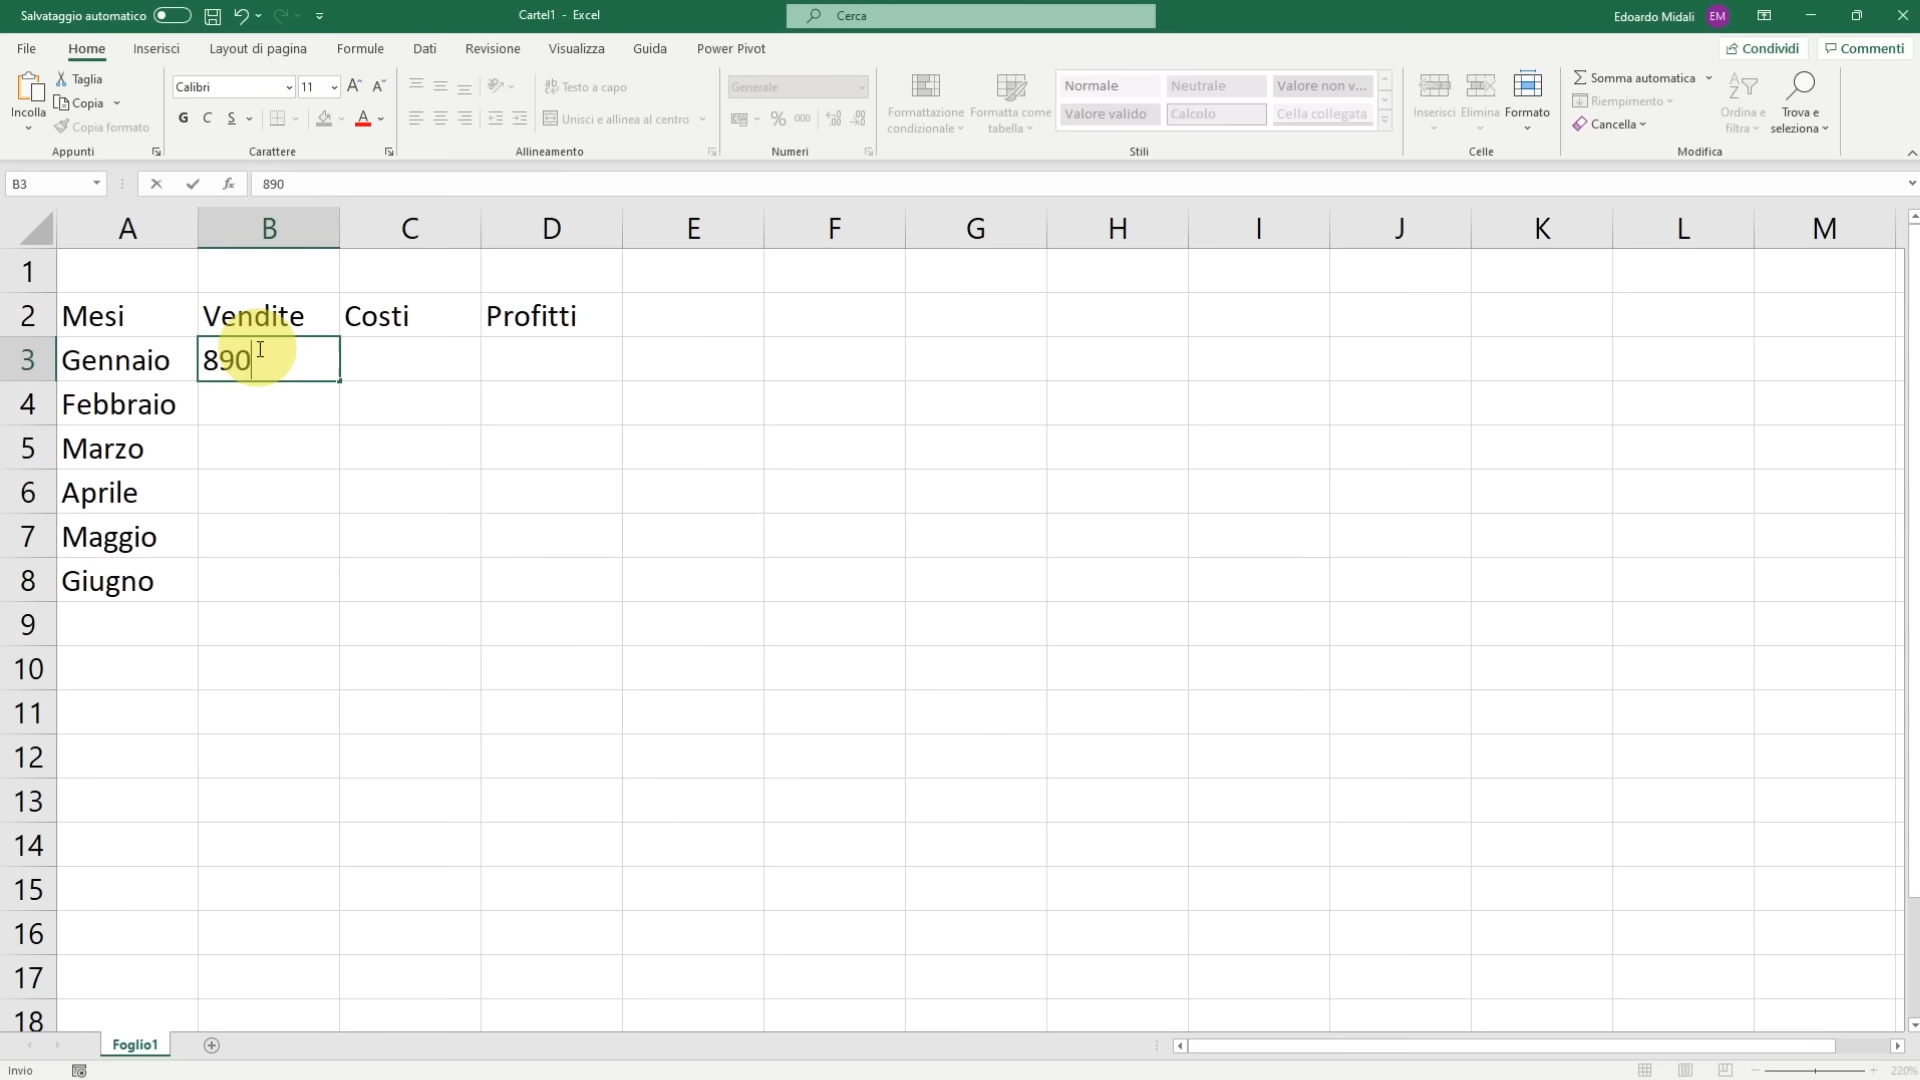 Salvataggio automatico
Cartel1 - Excel
Cerca
Edoardo Midali
EM
File Home Inserisci Layout di pagina Formule Dati Revisione Visualizza Guida Power Pivot
Condividi Commenti
Incolla
Taglia
Copia
Copia formato
Appunti
Calibri 11
G C S
Carattere
Testo a capo
Unisci e allinea al centro
Allineamento
Generale
% 000
Numeri
Formattazione condizionale
Formatta come tabella
Normale Neutrale Valore non v...
Valore valido Calcolo Cella collegata
Stili
Inserisci Elimina Formato
Celle
Somma automatica
Riempimento
Cancella
Ordina e filtra
Trova e seleziona
Modifica
B3 fx 890
A B C D E F G H I J K L M
1
2 Mesi Vendite Costi Profitti
3 Gennaio 890
4 Febbraio
5 Marzo
6 Aprile
7 Maggio
8 Giugno
9
10
11
12
13
14
15
16
17
18
Foglio1
Invio
220%